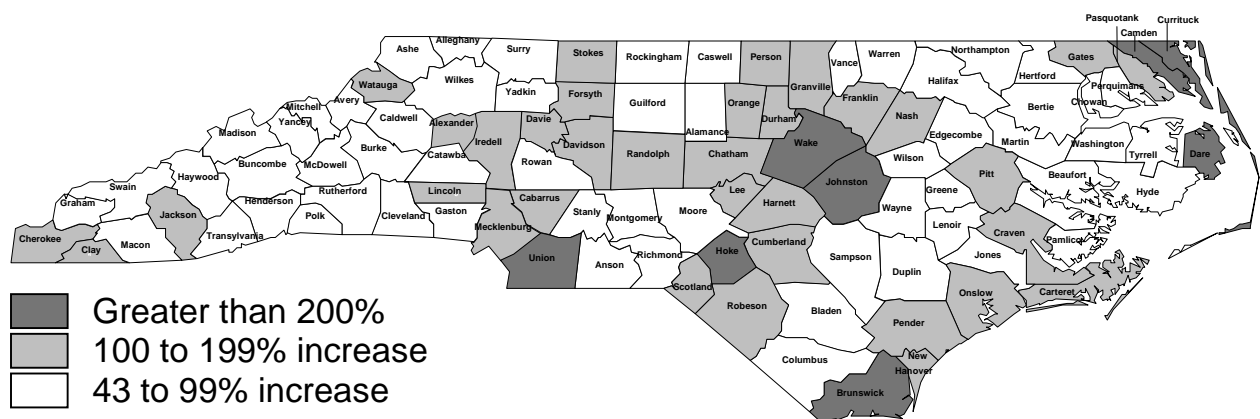 Pasquotank
Currituck
Camden
Ashe
Alleghany
Surry
Stokes
Rockingham
Caswell
Person
Vance
Warren
Northampton
Gates
Hertford
Halifax
Granville
Watauga
Wilkes
Yadkin
Forsyth
Guilford
Orange
Durham
Franklin
Nash
Bertie
Perquimans
Chowan
Mitchell
Avery
Yancey
Caldwell
Alexander
Iredell
Davie
Davidson
Alamance
Edgecombe
Martin
Washington
Tyrrell
Dare
Madison
Burke
Catawba
Rowan
Randolph
Chatham
Wake
Wilson
Buncombe
McDowell
Haywood
Swain
Graham
Jackson
Rutherford
Henderson
Polk
Cleveland
Lincoln
Gaston
Cabarrus
Stanly
Montgomery
Moore
Lee
Harnett
Johnston
Greene
Pitt
Beaufort
Hyde
Wayne
Lenoir
Craven
Pamlico
Cherokee
Clay
Macon
Transylvania
Mecklenburg
Union
Anson
Richmond
Hoke
Cumberland
Sampson
Duplin
Jones
Scotland
Robeson
Bladen
Pender
Onslow
Carteret
Columbus
New
Hanover
Brunswick
Greater than 200%
100 to 199% increase
43 to 99% increase